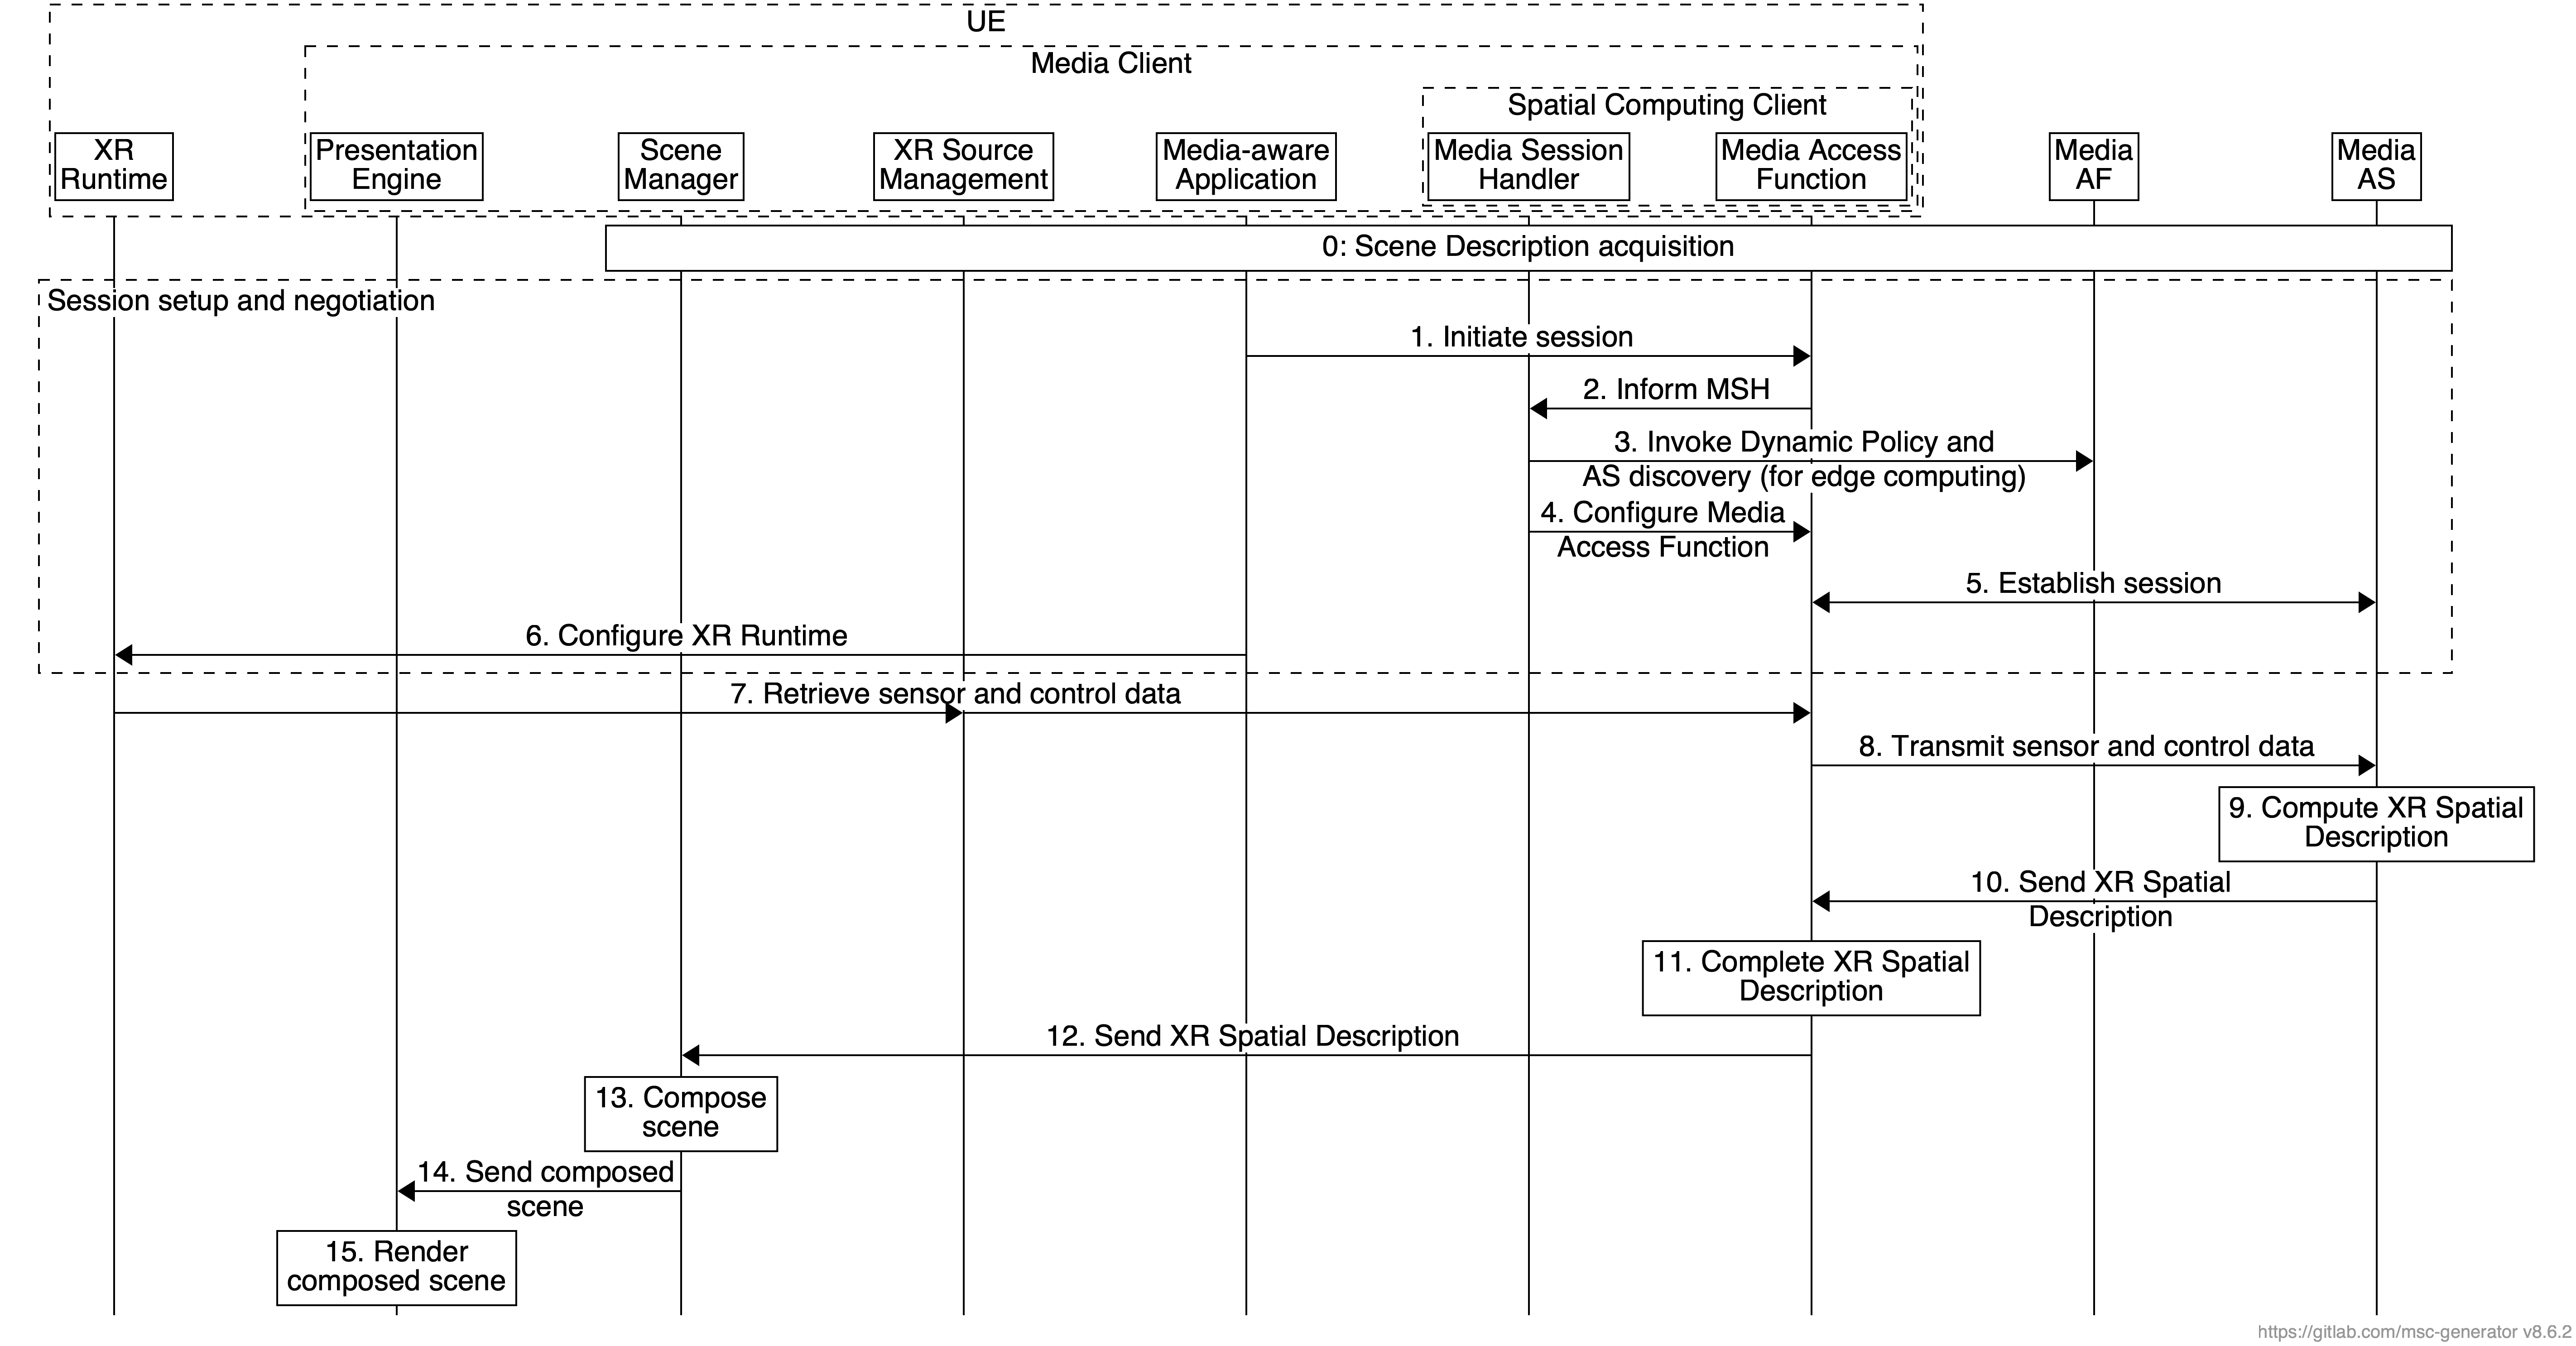 UE
Media Client
Spatial Computing Client
XR
Runtime
Presentation
Engine
Scene
Manager
XR Source
Management
Media-aware
Application
Media Session
Handler
Media Access
Function
Media
AF
Media
AS
0: Scene Description acquisition
Session setup and negotiation
1. Initiate session
2. Inform MSH
3. Invoke Dynamic Policy and
AS discovery (for edge computing)
4. Configure Media
Access Function
5. Establish session
6. Configure XR Runtime
7. Retrieve sensor and control data
8. Transmit sensor and control data
9. Compute XR Spatial
Description
10. Send XR Spatial
Description
11. Complete XR Spatial
Description
12. Send XR Spatial Description
13. Compose
scene
14. Send composed
scene
15. Render
composed scene
https://gitlab.com/msc-generator v8.6.2